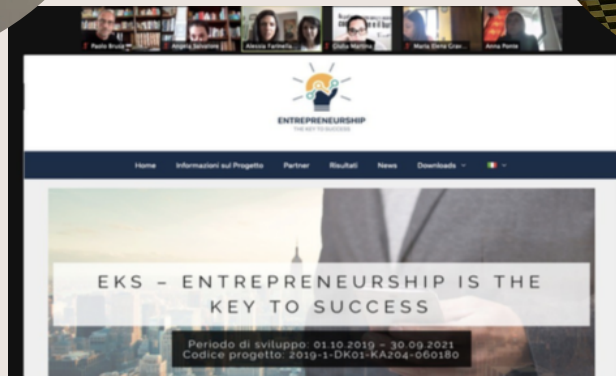 Paolo Bruno
Angela Salvatore
Alessia Farinella
Giulia Martina
Maria Elena Grav...
Anna Ponte
ENTREPRENEURSHIP
THE KEY TO SUCCESS
Home Informazioni sul Progetto Partner Risultati News Downloads
EKS – ENTREPRENEURSHIP IS THE
KEY TO SUCCESS
Periodo di sviluppo: 01.10.2019 – 30.09.2021
Codice progetto: 2019-1-DK01-KA204-060180